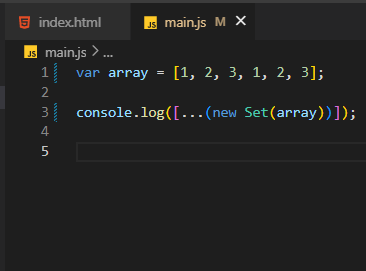 index.html
main.js M
main.js > ...
1 var array = [1, 2, 3, 1, 2, 3];
2
3 console.log([...(new Set(array))]);
4
5